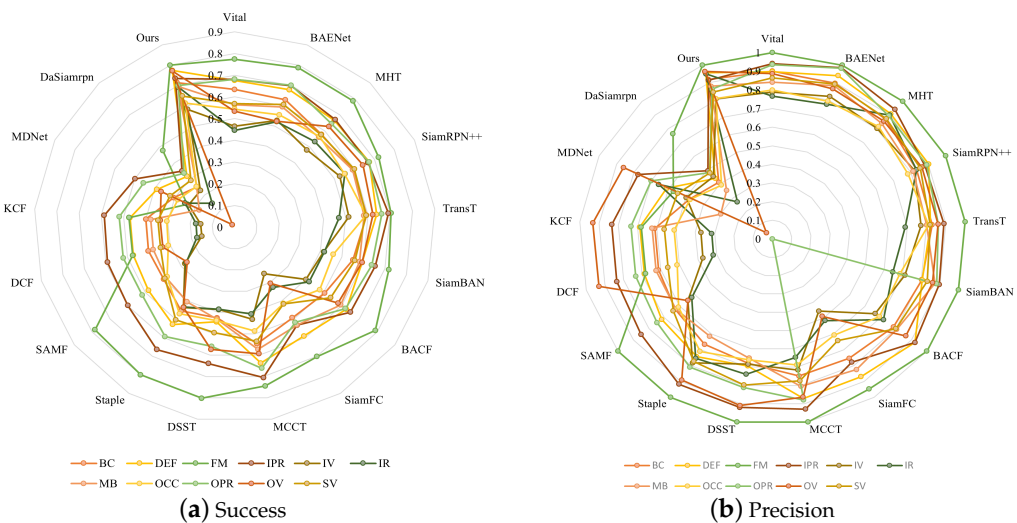 Vital
BAENet
MHT
SiamRPN++
TransT
SiamBAN
BACF
SiamFC
MCCT
DSST
Staple
SAMF
DCF
KCF
MDNet
DaSiamrpn
Ours
0.9
0.8
0.7
0.6
0.5
0.4
0.3
0.2
0.1
0
BC DEF FM IPR IV IR
MB OCC OPR OV SV
(a) Success
Vital
BAENet
MHT
SiamRPN++
TransT
SiamBAN
BACF
SiamFC
MCCT
DSST
Staple
SAMF
DCF
KCF
MDNet
DaSiamrpn
Ours
1
0.9
0.8
0.7
0.6
0.5
0.4
0.3
0.2
0.1
0
BC DEF FM IPR IV IR
MB OCC OPR OV SV
(b) Precision